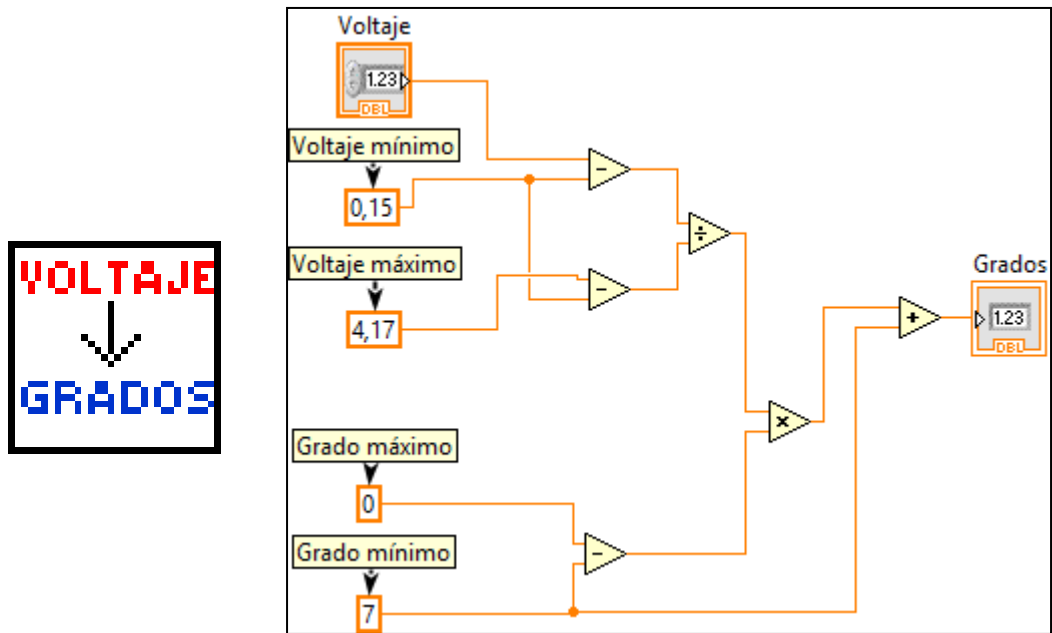 VOLTAJE
GRADOS
Voltaje
1.23
DBL
Voltaje mínimo
0,15
-
÷
Voltaje máximo
4,17
-
Grados
1.23
DBL
+
x
Grado máximo
0
-
Grado mínimo
7